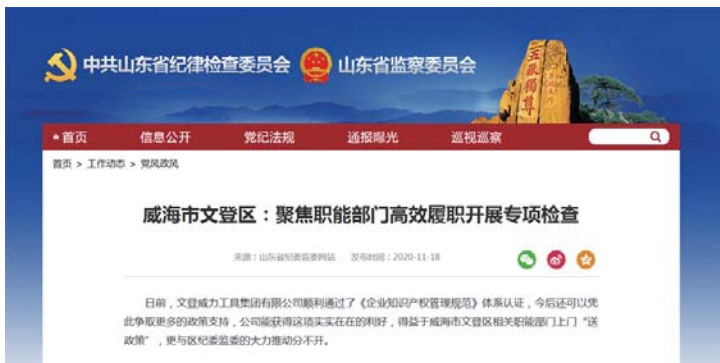 中共山东省纪律检查委员会 山东省监察委员会
五嶽獨尊
首页 信息公开 党纪法规 通报曝光 巡视巡察
首页 > 工作动态 > 党风政风
威海市文登区：聚焦职能部门高效履职开展专项检查
来源：山东省纪委监委网站 发布时间：2020-11-18
日前，文登威力工具集团有限公司顺利通过了《企业知识产权管理规范》体系认证，今后还可以凭
此争取更多的政策支持，公司能获得这项实实在在的利好，得益于威海市文登区相关职能部门上门“送
政策”，更与区纪委监委的大力推动分不开。